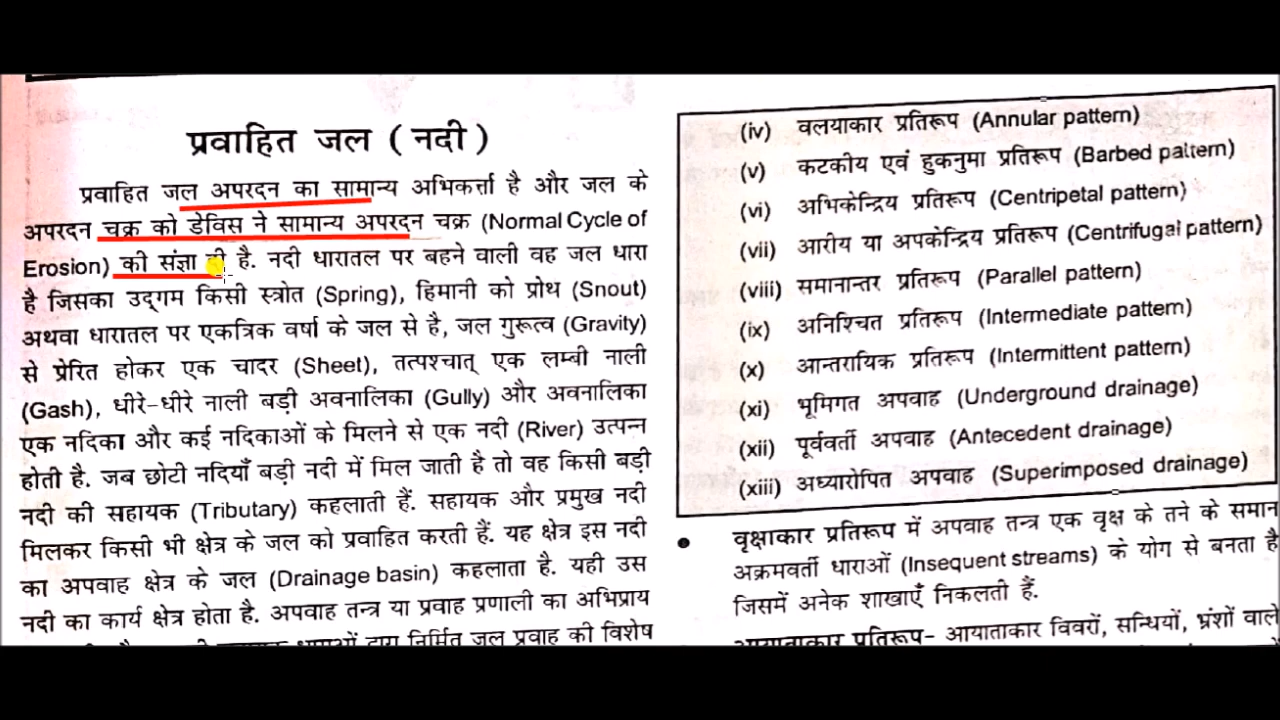 प्रवाहित जल ( नदी )
प्रवाहित जल अपरदन का सामान्य अभिकर्त्ता है और जल के
अपरदन चक्र को डेविस ने सामान्य अपरदन चक्र (Normal Cycle of
Erosion) की संज्ञा दी है. नदी धारातल पर बहने वाली वह जल धारा
है जिसका उद्गम किसी स्त्रोत (Spring), हिमानी को प्रोथ (Snout)
अथवा धारातल पर एकत्रिक वर्षा के जल से है, जल गुरूत्व (Gravity)
से प्रेरित होकर एक चादर (Sheet), तत्पश्चात् एक लम्बी नाली
(Gash), धीरे-धीरे नाली बड़ी अवनालिका (Gully) और अवनालिका
एक नदिका और कई नदिकाओं के मिलने से एक नदी (River) उत्पन्न
होती है. जब छोटी नदियाँ बड़ी नदी में मिल जाती है तो वह किसी बड़ी
नदी की सहायक (Tributary) कहलाती हैं. सहायक और प्रमुख नदी
मिलकर किसी भी क्षेत्र के जल को प्रवाहित करती हैं. यह क्षेत्र इस नदी
का अपवाह क्षेत्र के जल (Drainage basin) कहलाता है. यही उस
नदी का कार्य क्षेत्र होता है. अपवाह तन्त्र या प्रवाह प्रणाली का अभिप्राय
निर्मित जल प्रवाह की विशेष
(iv) वलयाकार प्रतिरूप (Annular pattern)
(v) कटकीय एवं हुकनुमा प्रतिरूप (Barbed pattern)
(vi) अभिकेन्द्रिय प्रतिरूप (Centripetal pattern)
(vii) आरीय या अपकेन्द्रिय प्रतिरूप (Centrifugal pattern)
(viii) समानान्तर प्रतिरूप (Parallel pattern)
(ix) अनिश्चित प्रतिरूप (Intermediate pattern)
(x) आन्तरायिक प्रतिरूप (Intermittent pattern)
(xi) भूमिगत अपवाह (Underground drainage)
(xii) पूर्ववर्ती अपवाह (Antecedent drainage)
(xiii) अध्यारोपित अपवाह (Superimposed drainage)
• वृक्षाकार प्रतिरूप में अपवाह तन्त्र एक वृक्ष के तने के समान
अक्रमवर्ती धाराओं (Insequent streams) के योग से बनता है
जिसमें अनेक शाखाएँ निकलती हैं.
आयाताकार प्रतिरूप- आयाताकार विवरों, सन्धियों, भ्रंशों वाले